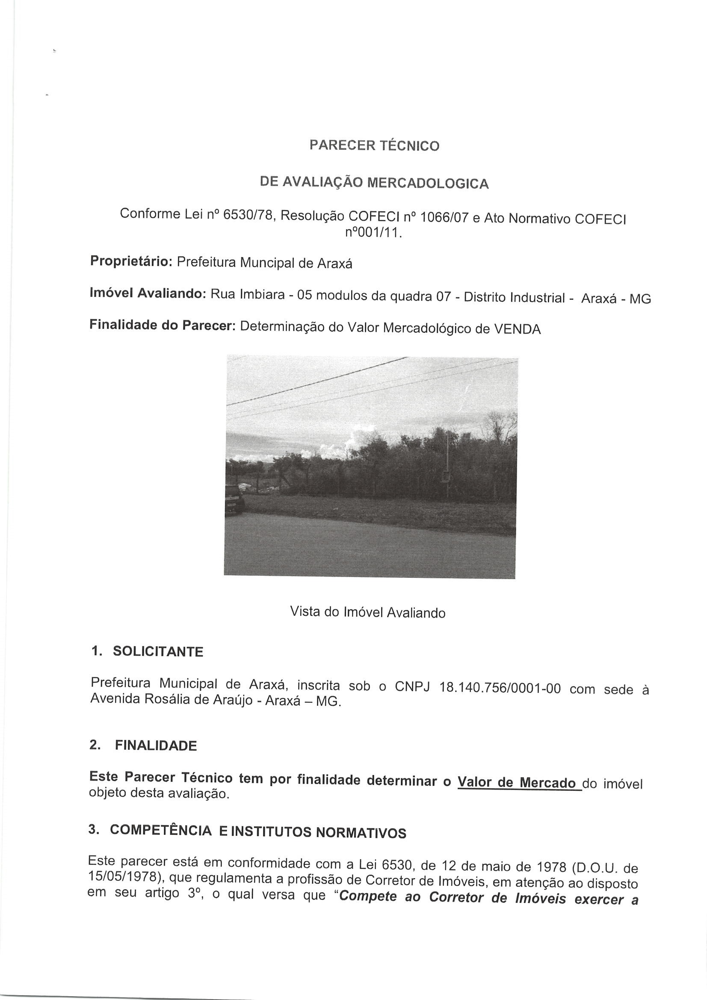 PARECER TÉCNICO
DE AVALIAÇÃO MERCADOLOGICA
Conforme Lei nº 6530/78, Resolução COFECI nº 1066/07 e Ato Normativo COFECI
nº001/11.
Proprietário: Prefeitura Muncipal de Araxá
Imóvel Avaliando: Rua Imbiara - 05 modulos da quadra 07 - Distrito Industrial - Araxá - MG
Finalidade do Parecer: Determinação do Valor Mercadológico de VENDA
Vista do Imóvel Avaliando
1. SOLICITANTE
Prefeitura Municipal de Araxá, inscrita sob o CNPJ 18.140.756/0001-00 com sede à
Avenida Rosália de Araújo - Araxá – MG.
2. FINALIDADE
Este Parecer Técnico tem por finalidade determinar o Valor de Mercado do imóvel
objeto desta avaliação.
3. COMPETÊNCIA E INSTITUTOS NORMATIVOS
Este parecer está em conformidade com a Lei 6530, de 12 de maio de 1978 (D.O.U. de
15/05/1978), que regulamenta a profissão de Corretor de Imóveis, em atenção ao disposto
em seu artigo 3º, o qual versa que “Compete ao Corretor de Imóveis exercer a